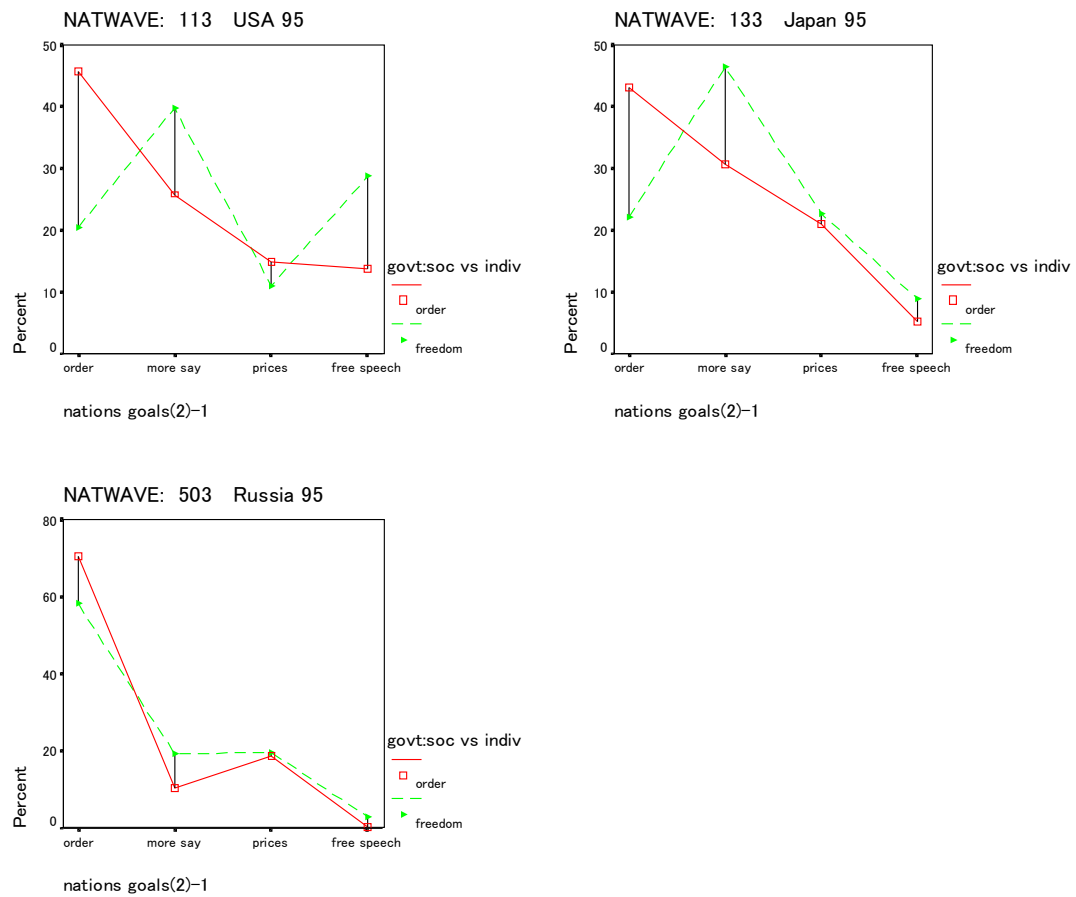 NATWAVE: 113 USA 95
50
40
30
20
10
0
Percent
order
more say
prices
free speech
nations goals(2)-1
govt:soc vs indiv
order
freedom
NATWAVE: 133 Japan 95
50
40
30
20
10
0
Percent
order
more say
prices
free speech
nations goals(2)-1
govt:soc vs indiv
order
freedom
NATWAVE: 503 Russia 95
80
60
40
20
0
Percent
order
more say
prices
free speech
nations goals(2)-1
govt:soc vs indiv
order
freedom